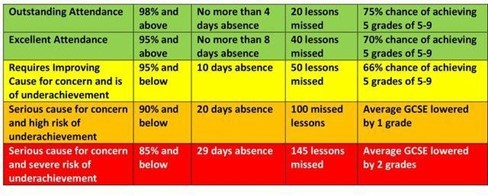 Outstanding Attendance 98% and above No more than 4 days absence 20 lessons missed 75% chance of achieving 5 grades of 5-9
Excellent Attendance 95% and above No more than 8 days absence 40 lessons missed 70% chance of achieving 5 grades of 5-9
Requires Improving Cause for concern and is of underachievement 95% and below 10 days absence 50 lessons missed 66% chance of achieving 5 grades of 5-9
Serious cause for concern and high risk of underachievement 90% and below 20 days absence 100 missed lessons Average GCSE lowered by 1 grade
Serious cause for concern and severe risk of underachievement 85% and below 29 days absence 145 lessons missed Average GCSE lowered by 2 grades